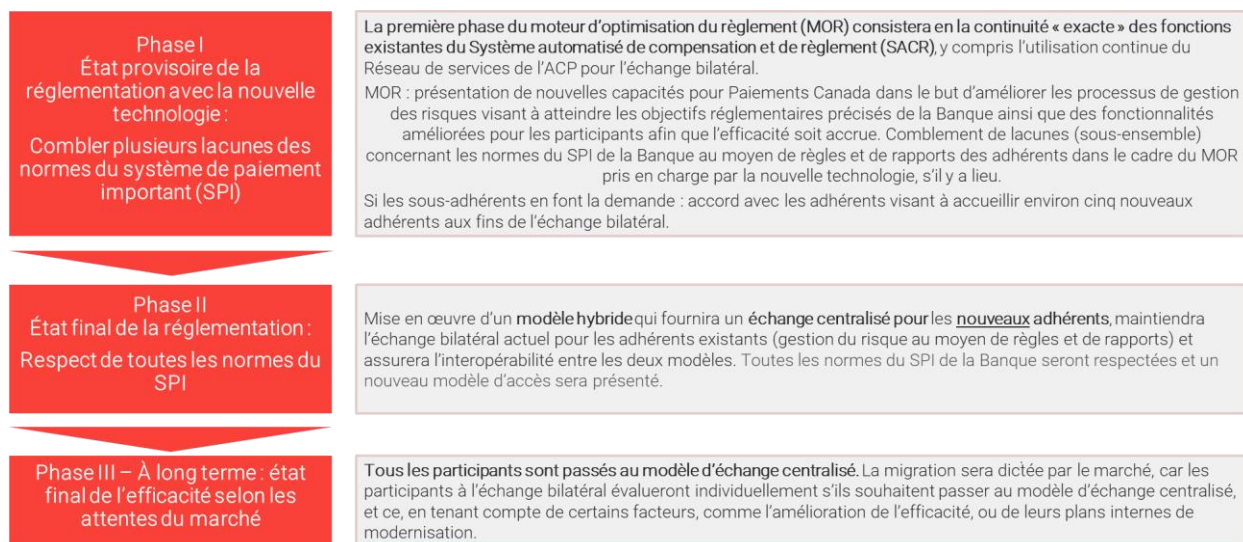 Phase I
État provisoire de la
réglementation avec la nouvelle
technologie :
Combler plusieurs lacunes des
normes du système de paiement
important (SPI)
La première phase du moteur d'optimisation du règlement (MOR) consistera en la continuité « exacte » des fonctions
existantes du Système automatisé de compensation et de règlement (SACR), y compris l'utilisation continue du
Réseau de services de l'ACP pour l'échange bilatéral.
MOR : présentation de nouvelles capacités pour Paiements Canada dans le but d'améliorer les processus de gestion
des risques visant à atteindre les objectifs réglementaires précisés de la Banque ainsi que des fonctionnalités
améliorées pour les participants afin que l'efficacité soit accrue. Comblement de lacunes (sous-ensemble)
concernant les normes du SPI de la Banque au moyen de règles et de rapports des adhérents dans le cadre du MOR
pris en charge par la nouvelle technologie, s'il y a lieu.
Si les sous-adhérents en font la demande : accord avec les adhérents visant à accueillir environ cinq nouveaux
adhérents aux fins de l'échange bilatéral.
Phase II
État final de la réglementation :
Respect de toutes les normes du
SPI
Mise en œuvre d'un modèle hybride qui fournira un échange centralisé pour les nouveaux adhérents, maintiendra
l'échange bilatéral actuel pour les adhérents existants (gestion du risque au moyen de règles et de rapports) et
assurera l'interopérabilité entre les deux modèles. Toutes les normes du SPI de la Banque seront respectées et un
nouveau modèle d'accès sera présenté.
Phase III – À long terme : état
final de l'efficacité selon les
attentes du marché
Tous les participants sont passés au modèle d'échange centralisé. La migration sera dictée par le marché, car les
participants à l'échange bilatéral évalueront individuellement s'ils souhaitent passer au modèle d'échange centralisé,
et ce, en tenant compte de certains facteurs, comme l'amélioration de l'efficacité, ou de leurs plans internes de
modernisation.